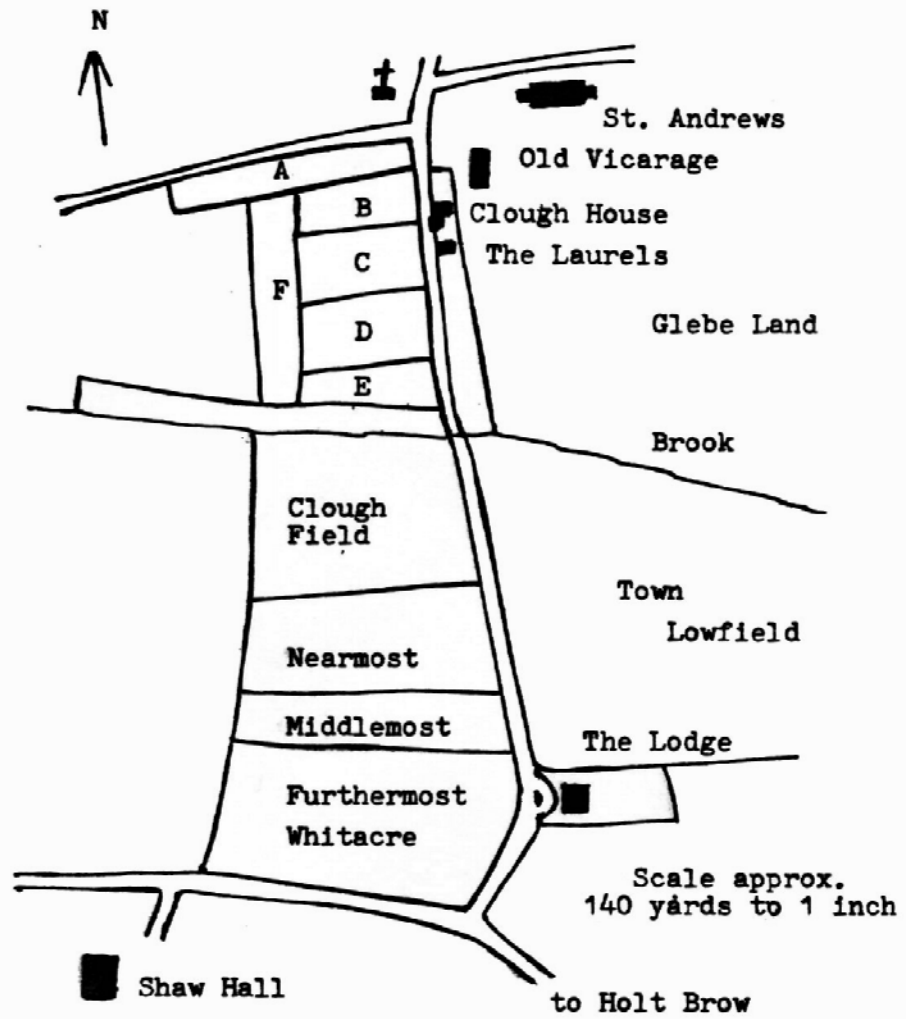 N
St. Andrews
Old Vicarage
A
B
Clough House
The Laurels
C
F
Glebe Land
D
E
Brook
Clough
Field
Town
Lowfield
Nearmost
Middlemost
The Lodge
Furthermost
Whitacre
Scale approx.
140 yards to 1 inch
Shaw Hall
to Holt Brow